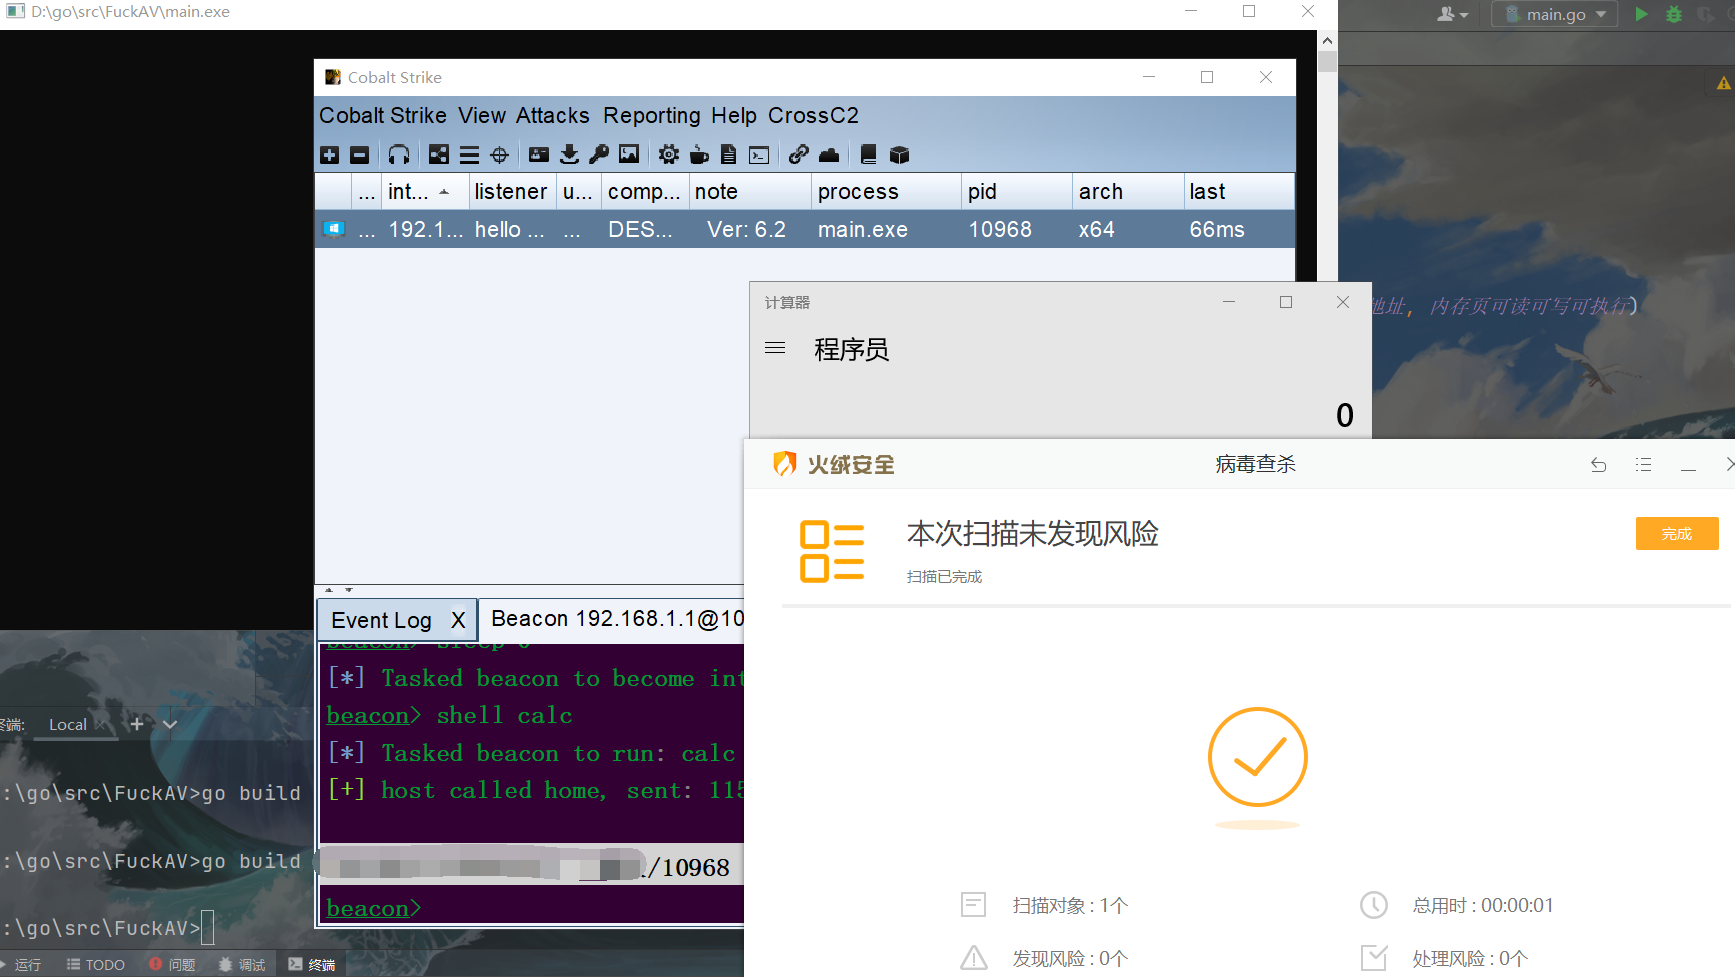 D:\go\src\FuckAV\main.exe
main.go
Cobalt Strike
Cobalt Strike View Attacks Reporting Help CrossC2
... int... listener u... comp... note process pid arch last
... 192.1... hello ... ... DES... Ver: 6.2 main.exe 10968 x64 66ms
计算器
地址, 内存页可读可写可执行)
程序员
0
火绒安全
病毒查杀
本次扫描未发现风险
完成
扫描已完成
Event Log X
Beacon 192.168.1.1@10
beacon> sleep 0
[*] Tasked beacon to become int
beacon> shell calc
[*] Tasked beacon to run: calc
[+] host called home, sent: 115
/10968
beacon>
终端:
Local
:\go\src\FuckAV>go build
:\go\src\FuckAV>go build
:\go\src\FuckAV>
扫描对象 : 1个
总用时 : 00:00:01
发现风险 : 0个
处理风险 : 0个
运行
TODO
问题
调试
终端